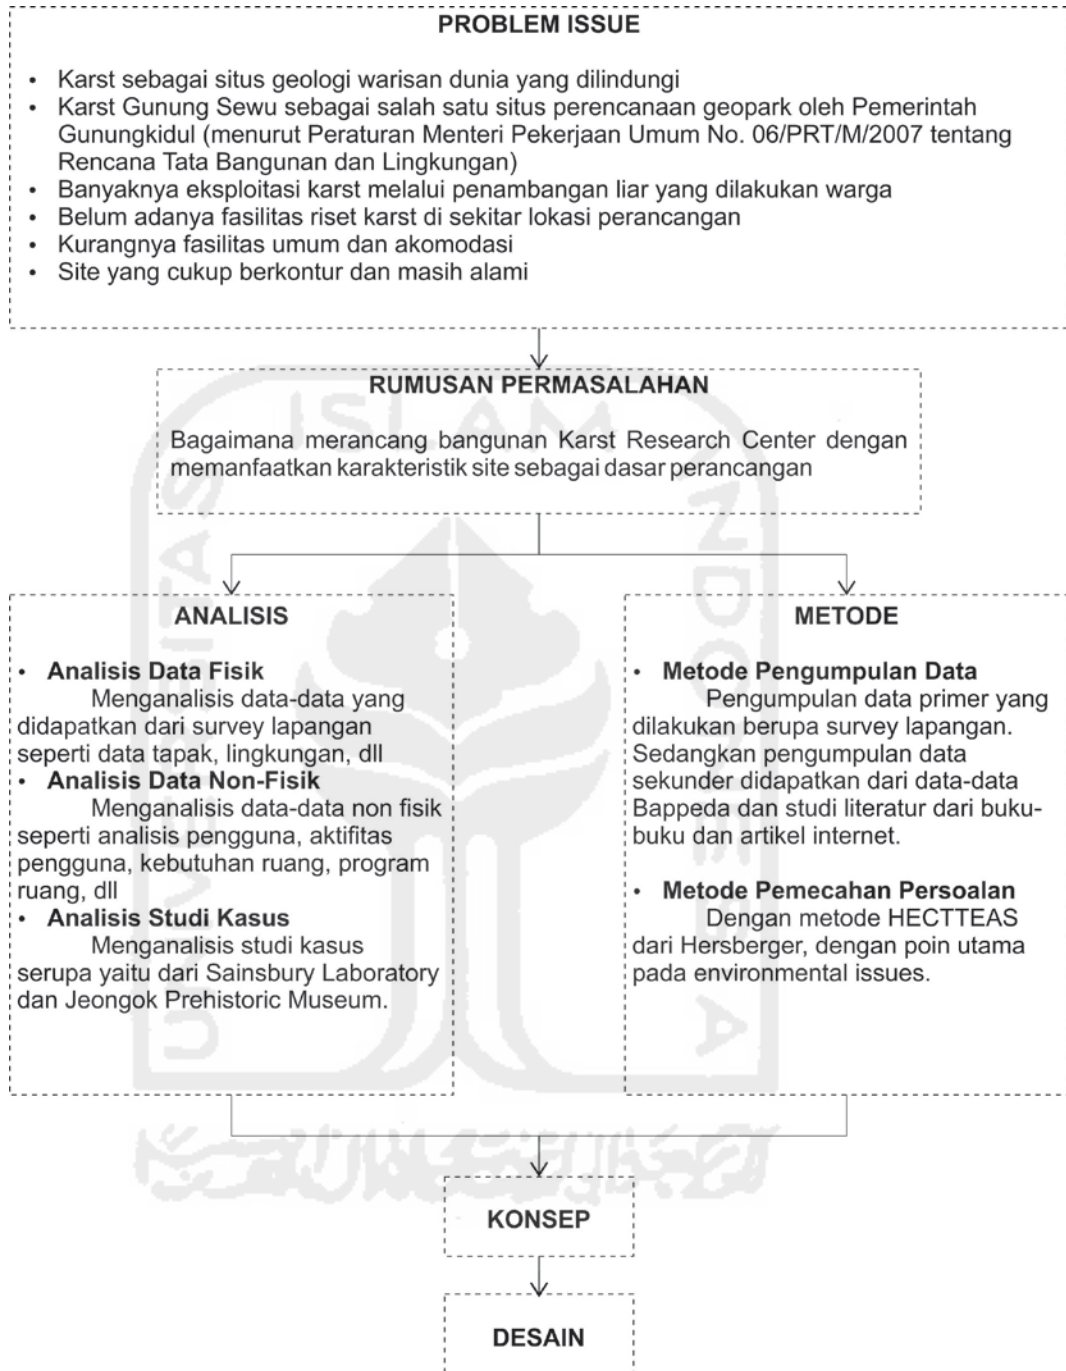 PROBLEM ISSUE
• Karst sebagai situs geologi warisan dunia yang dilindungi
• Karst Gunung Sewu sebagai salah satu situs perencanaan geopark oleh Pemerintah
Gunungkidul (menurut Peraturan Menteri Pekerjaan Umum No. 06/PRT/M/2007 tentang
Rencana Tata Bangunan dan Lingkungan)
• Banyaknya eksploitasi karst melalui penambangan liar yang dilakukan warga
• Belum adanya fasilitas riset karst di sekitar lokasi perancangan
• Kurangnya fasilitas umum dan akomodasi
• Site yang cukup berkontur dan masih alami
RUMUSAN PERMASALAHAN
Bagaimana merancang bangunan Karst Research Center dengan
memanfaatkan karakteristik site sebagai dasar perancangan
ANALISIS
• Analisis Data Fisik
Menganalisis data-data yang
didapatkan dari survey lapangan
seperti data tapak, lingkungan, dll
• Analisis Data Non-Fisik
Menganalisis data-data non fisik
seperti analisis pengguna, aktifitas
pengguna, kebutuhan ruang, program
ruang, dll
• Analisis Studi Kasus
Menganalisis studi kasus
serupa yaitu dari Sainsbury Laboratory
dan Jeongok Prehistoric Museum.
METODE
• Metode Pengumpulan Data
Pengumpulan data primer yang
dilakukan berupa survey lapangan.
Sedangkan pengumpulan data
sekunder didapatkan dari data-data
Bappeda dan studi literatur dari buku-
buku dan artikel internet.
• Metode Pemecahan Persoalan
Dengan metode HECTTEAS
dari Hersberger, dengan poin utama
pada environmental issues.
KONSEP
DESAIN
UNIVERSITAS
ISLAM
INDONESIA